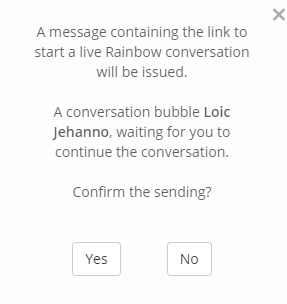 A message containing the link to
start a live Rainbow conversation
will be issued.
A conversation bubble Loic
Jehanno, waiting for you to
continue the conversation.
Confirm the sending?
Yes No